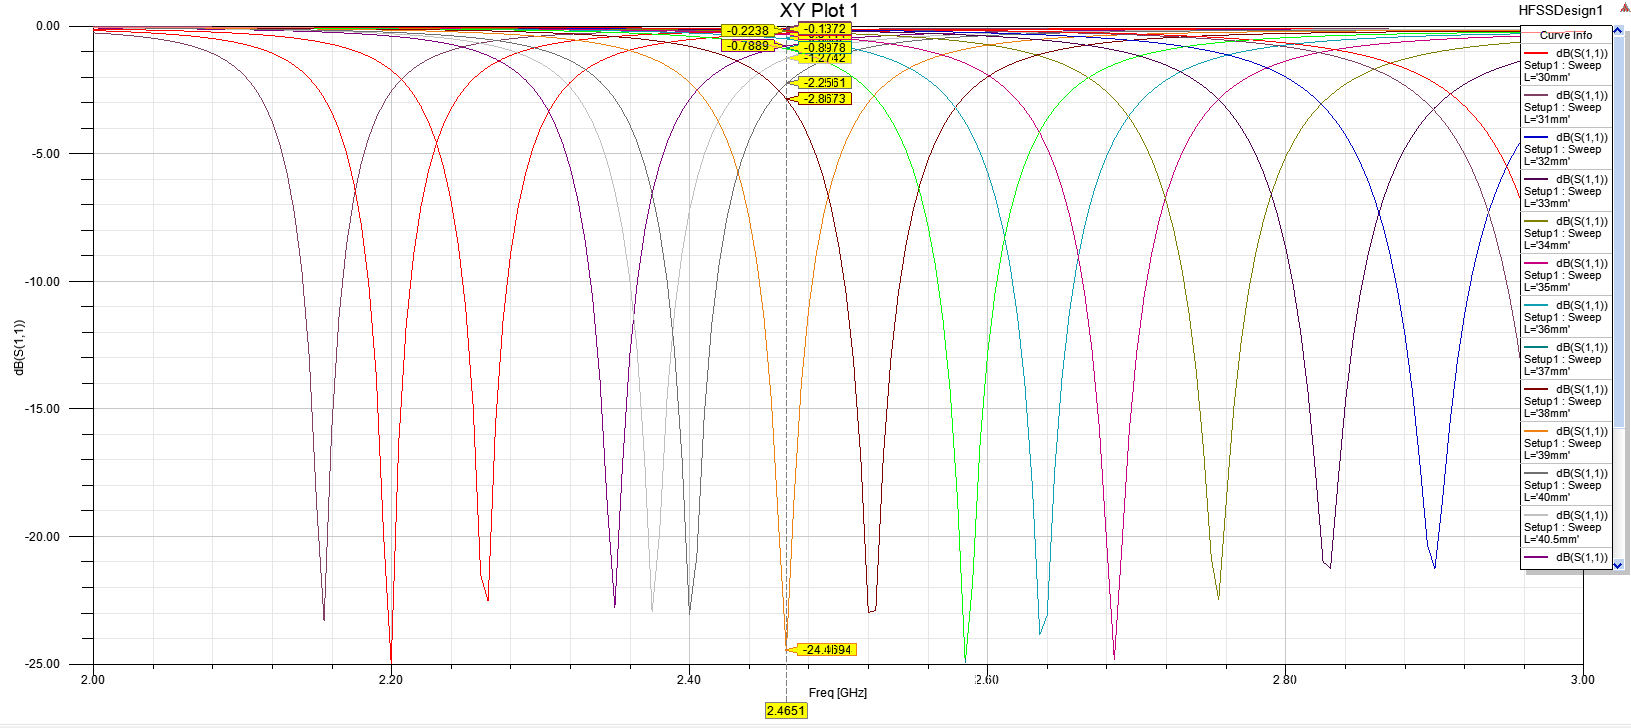 XY Plot 1
HFSSDesign1
Curve Info
dB(S(1,1))
Setup1 : Sweep
L='30mm'
dB(S(1,1))
Setup1 : Sweep
L='31mm'
dB(S(1,1))
Setup1 : Sweep
L='32mm'
dB(S(1,1))
Setup1 : Sweep
L='33mm'
dB(S(1,1))
Setup1 : Sweep
L='34mm'
dB(S(1,1))
Setup1 : Sweep
L='35mm'
dB(S(1,1))
Setup1 : Sweep
L='36mm'
dB(S(1,1))
Setup1 : Sweep
L='37mm'
dB(S(1,1))
Setup1 : Sweep
L='38mm'
dB(S(1,1))
Setup1 : Sweep
L='39mm'
dB(S(1,1))
Setup1 : Sweep
L='40mm'
dB(S(1,1))
Setup1 : Sweep
L='40.5mm'
dB(S(1,1))
0.00
-5.00
-10.00
-15.00
-20.00
-25.00
dB(S(1,1))
-0.2238
-0.1372
-0.7889
-0.8978
-1.2742
-2.2561
-2.8673
-24.4694
2.00
2.20
2.40
2.60
2.80
3.00
Freq [GHz]
2.4651